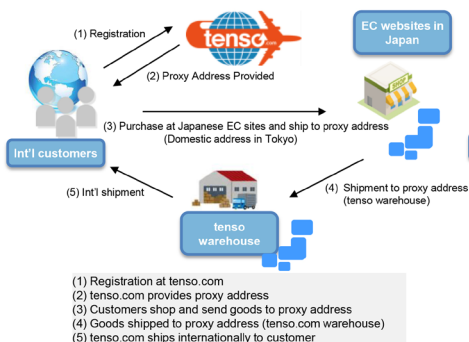 (1) Registration
tenso.com
EC websites in
Japan
(2) Proxy Address Provided
SHOP
(3) Purchase at Japanese EC sites and ship to proxy address
(Domestic address in Tokyo)
Int'l customers
(5) Int'l shipment
(4) Shipment to proxy address
(tenso warehouse)
tenso
warehouse
(1) Registration at tenso.com
(2) tenso.com provides proxy address
(3) Customers shop and send goods to proxy address
(4) Goods shipped to proxy address (tenso.com warehouse)
(5) tenso.com ships internationally to customer